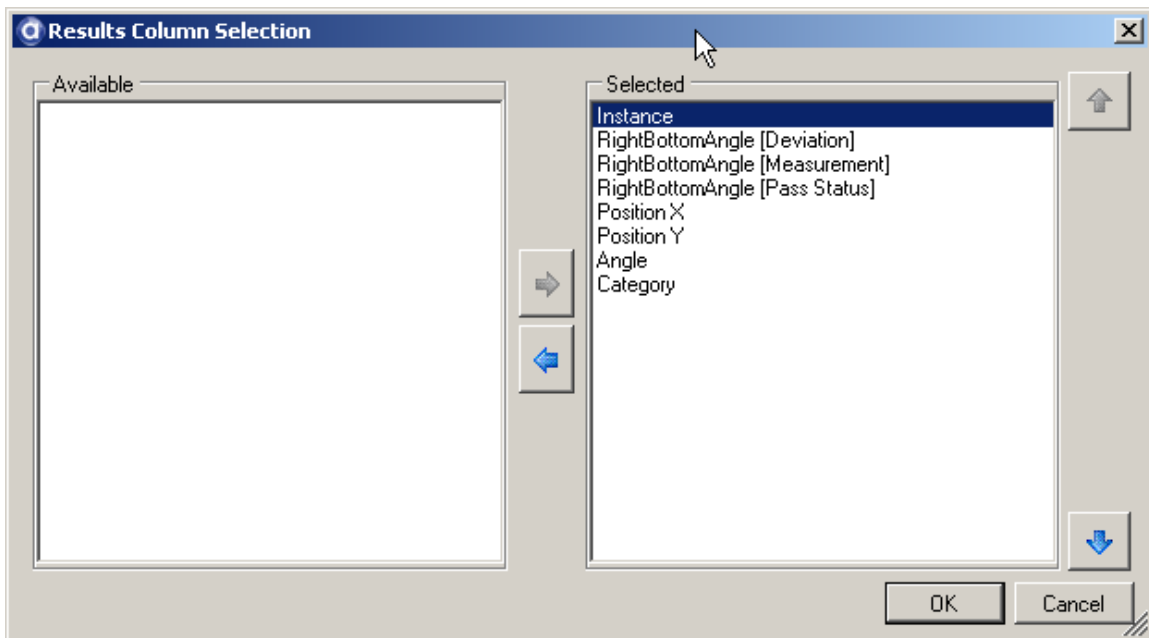 Results Column Selection
Available
Selected
Instance
RightBottomAngle [Deviation]
RightBottomAngle [Measurement]
RightBottomAngle [Pass Status]
Position X
Position Y
Angle
Category
OK
Cancel